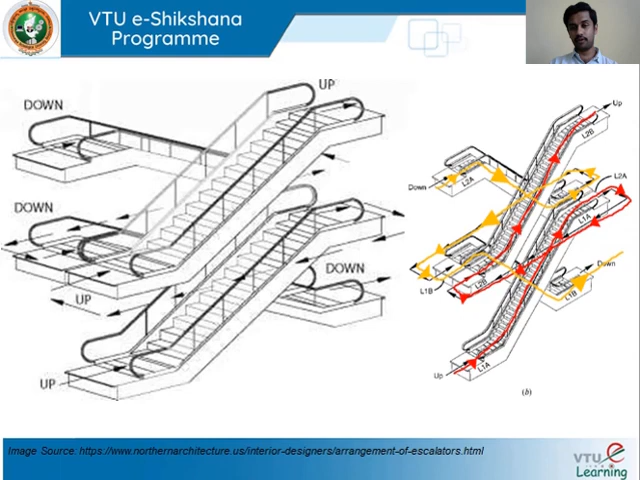 VTU e-Shikshana
Programme
UP
DOWN
DOWN
UP
DOWN
UP
Up
L2B
L2A
Down
L2A
L1A
Down
L1B
L2B
L1B
L1A
Up
(b)
Image Source: https://www.northernarchitecture.us/interior-designers/arrangement-of-escalators.html
VTU e
Learning